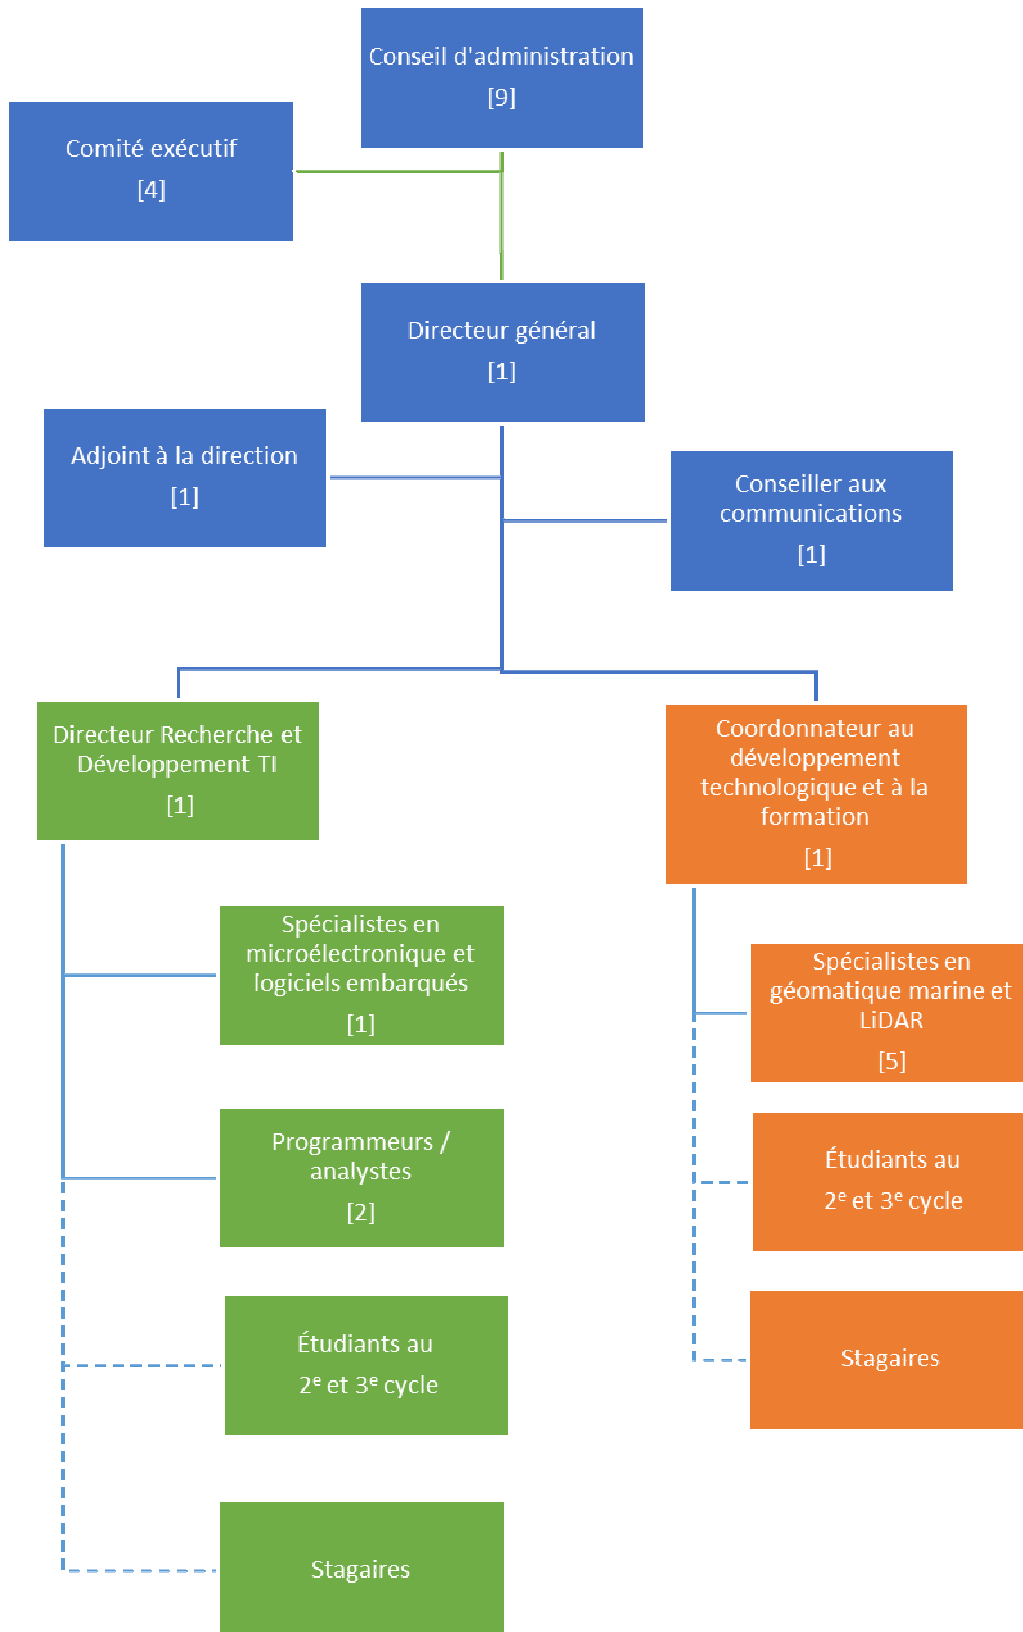 Conseil d'administration
[9]
Comité exécutif
[4]
Directeur général
[1]
Adjoint à la direction
[1]
Conseiller aux
communications
[1]
Directeur Recherche et
Développement TI
[1]
Coordonnateur au
développement
technologique et à la
formation
[1]
Spécialistes en
microélectronique et
logiciels embarqués
[1]
Spécialistes en
géomatique marine et
LiDAR
[5]
Programmeurs /
analystes
[2]
Étudiants au
2e et 3e cycle
Étudiants au
2e et 3e cycle
Stagaires
Stagaires